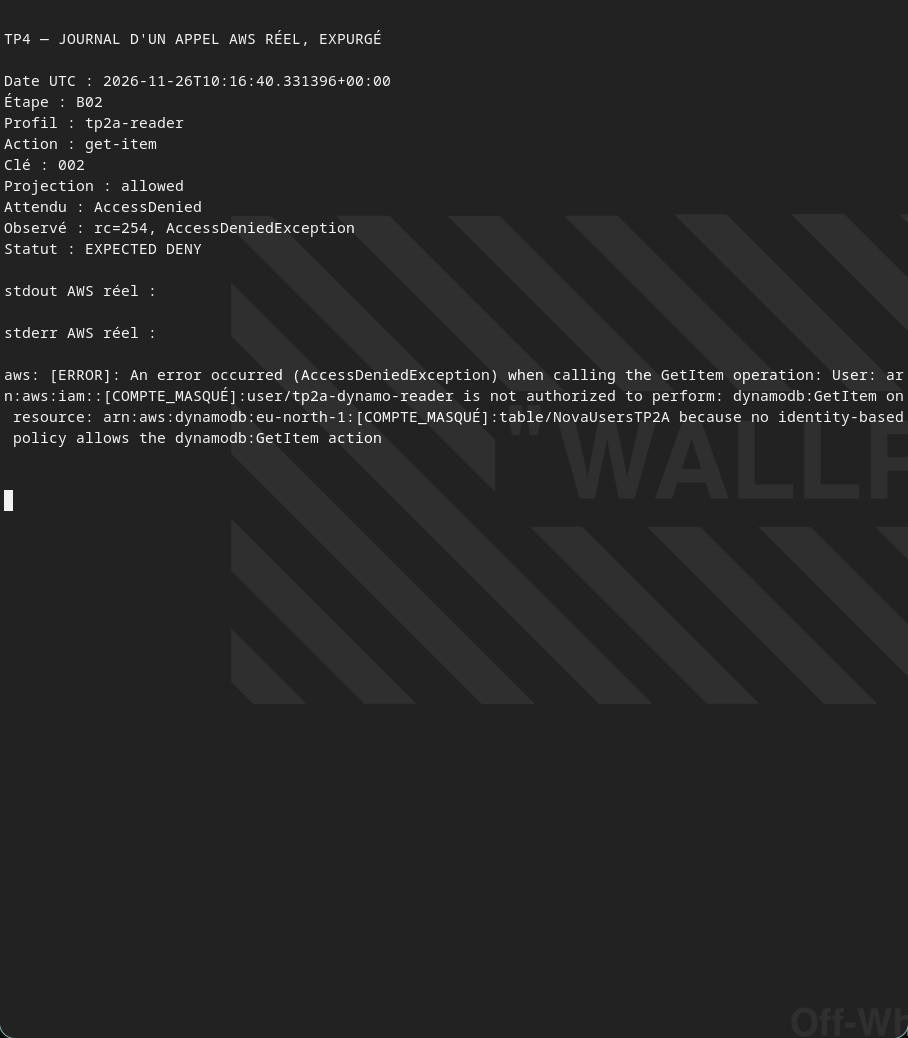 TP4 — JOURNAL D'UN APPEL AWS RÉEL, EXPURGÉ
Date UTC : 2026-11-26T10:16:40.331396+00:00
Étape : B02
Profil : tp2a-reader
Action : get-item
Clé : 002
Projection : allowed
Attendu : AccessDenied
Observé : rc=254, AccessDeniedException
Statut : EXPECTED DENY
stdout AWS réel :
stderr AWS réel :
aws: [ERROR]: An error occurred (AccessDeniedException) when calling the GetItem operation: User: ar
n:aws:iam::[COMPTE_MASQUÉ]:user/tp2a-dynamo-reader is not authorized to perform: dynamodb:GetItem on
 resource: arn:aws:dynamodb:eu-north-1:[COMPTE_MASQUÉ]:table/NovaUsersTP2A because no identity-based
 policy allows the dynamodb:GetItem action
"WALLP
Off-Wh